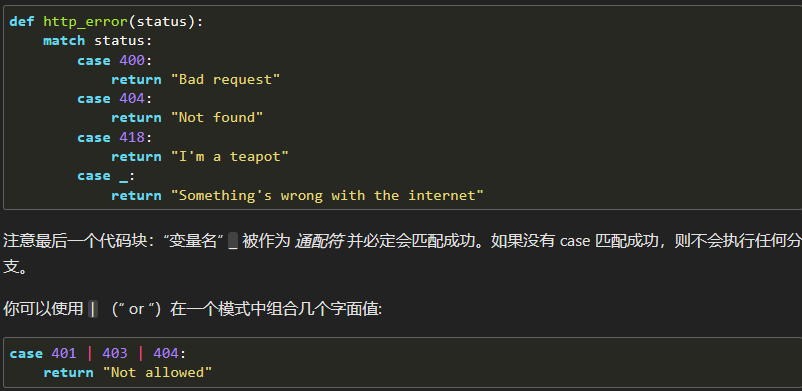 def http_error(status):
    match status:
        case 400:
            return "Bad request"
        case 404:
            return "Not found"
        case 418:
            return "I'm a teapot"
        case _:
            return "Something's wrong with the internet"
注意最后一个代码块：“变量名” _ 被作为 通配符 并必定会匹配成功。如果没有 case 匹配成功，则不会执行任何分
支。
你可以使用 | （“ or ”）在一个模式中组合几个字面值:
case 401 | 403 | 404:
    return "Not allowed"